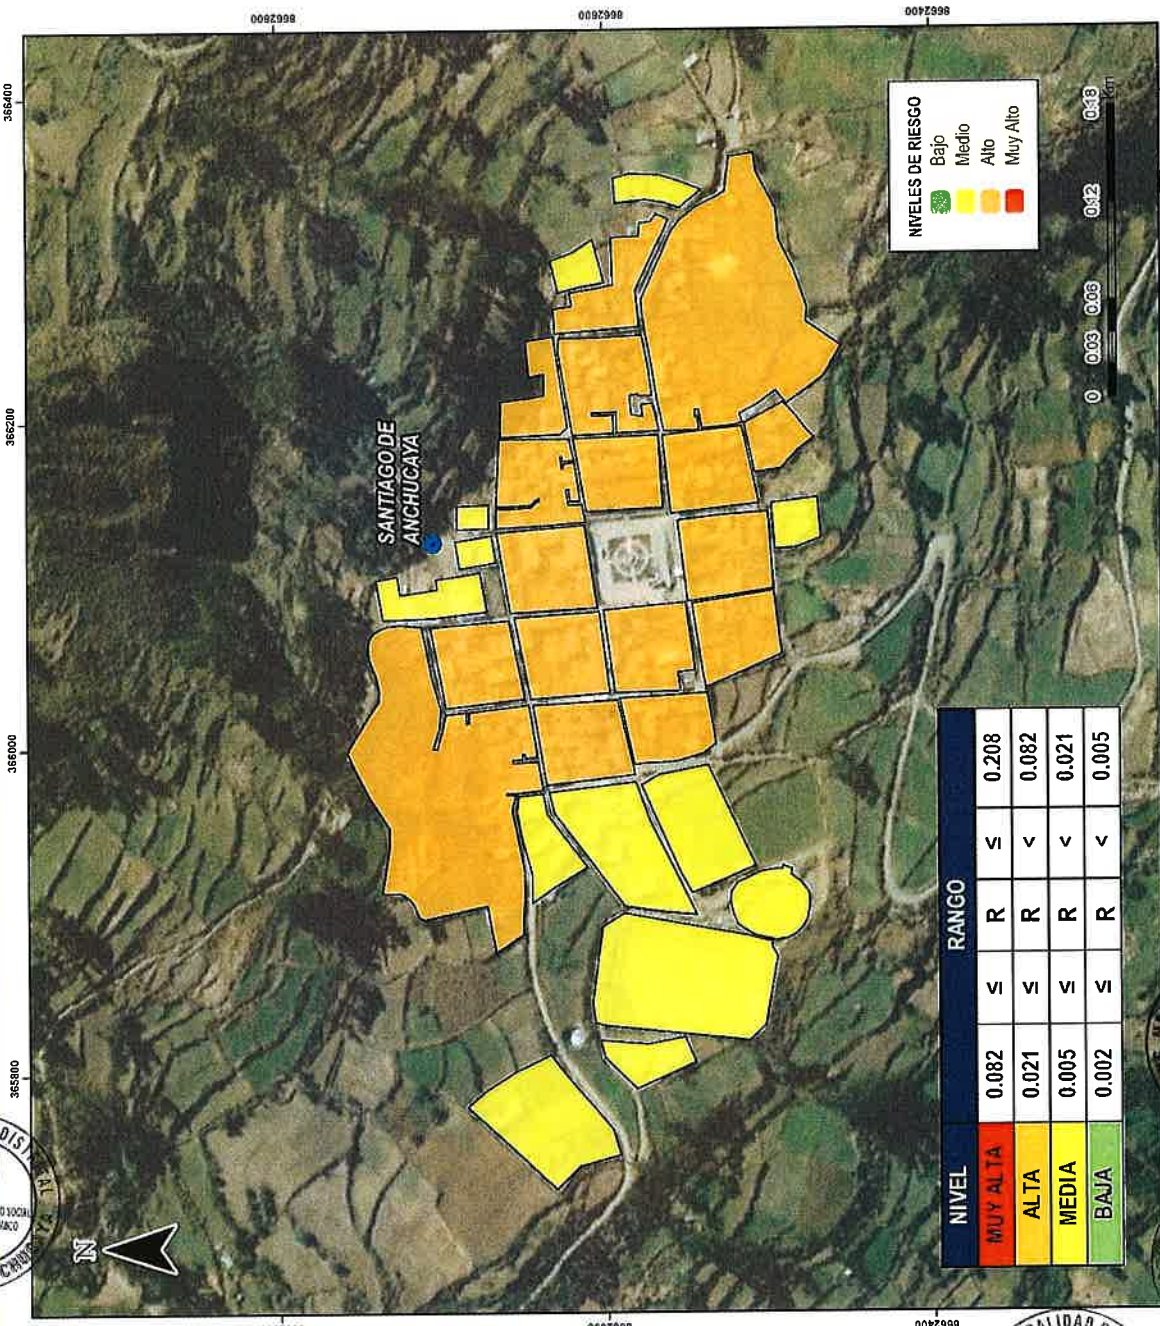 8662800
8662600
8662400
366400
366200
366000
365800
SANTIAGO DE
ANCHUCAYA
NIVELES DE RIESGO
Bajo
Medio
Alto
Muy Alto
0 0.03 0.06 0.12 0.18
Km
N
NIVEL RANGO
MUY ALTA 0.082 ≤ R ≤ 0.208
ALTA 0.021 ≤ R < 0.082
MEDIA 0.005 ≤ R < 0.021
BAJA 0.002 ≤ R < 0.005
8662400